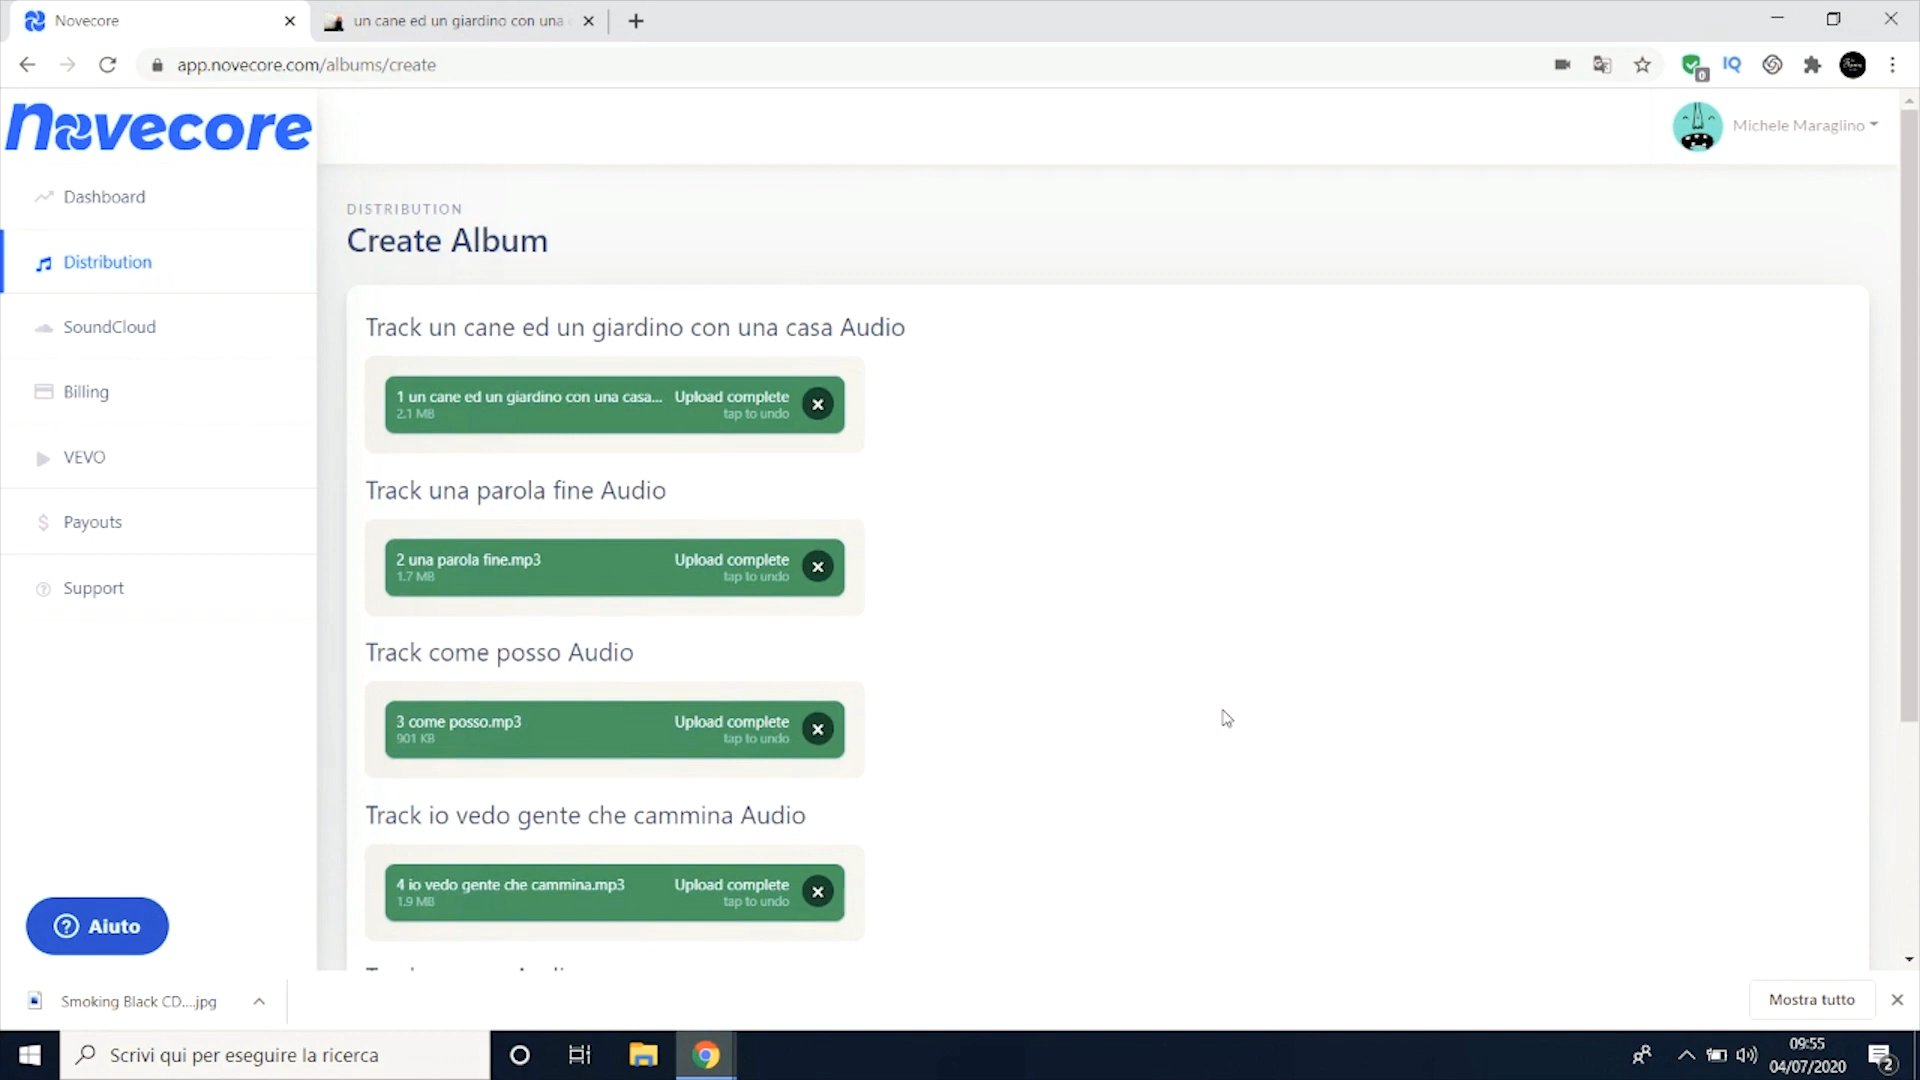 Novecore
un cane ed un giardino con una
app.novecore.com/albums/create
0
IQ
Novecore
Michele Maraglino
Dashboard
Distribution
SoundCloud
Billing
VEVO
Payouts
Support
Aiuto
DISTRIBUTION
Create Album
Track un cane ed un giardino con una casa Audio
1 un cane ed un giardino con una casa... Upload complete
2.1 MB tap to undo
Track una parola fine Audio
2 una parola fine.mp3 Upload complete
1.7 MB tap to undo
Track come posso Audio
3 come posso.mp3 Upload complete
901 KB tap to undo
Track io vedo gente che cammina Audio
4 io vedo gente che cammina.mp3 Upload complete
1.9 MB tap to undo
Smoking Black CD....jpg
Mostra tutto
Scrivi qui per eseguire la ricerca
09:55
04/07/2020
2